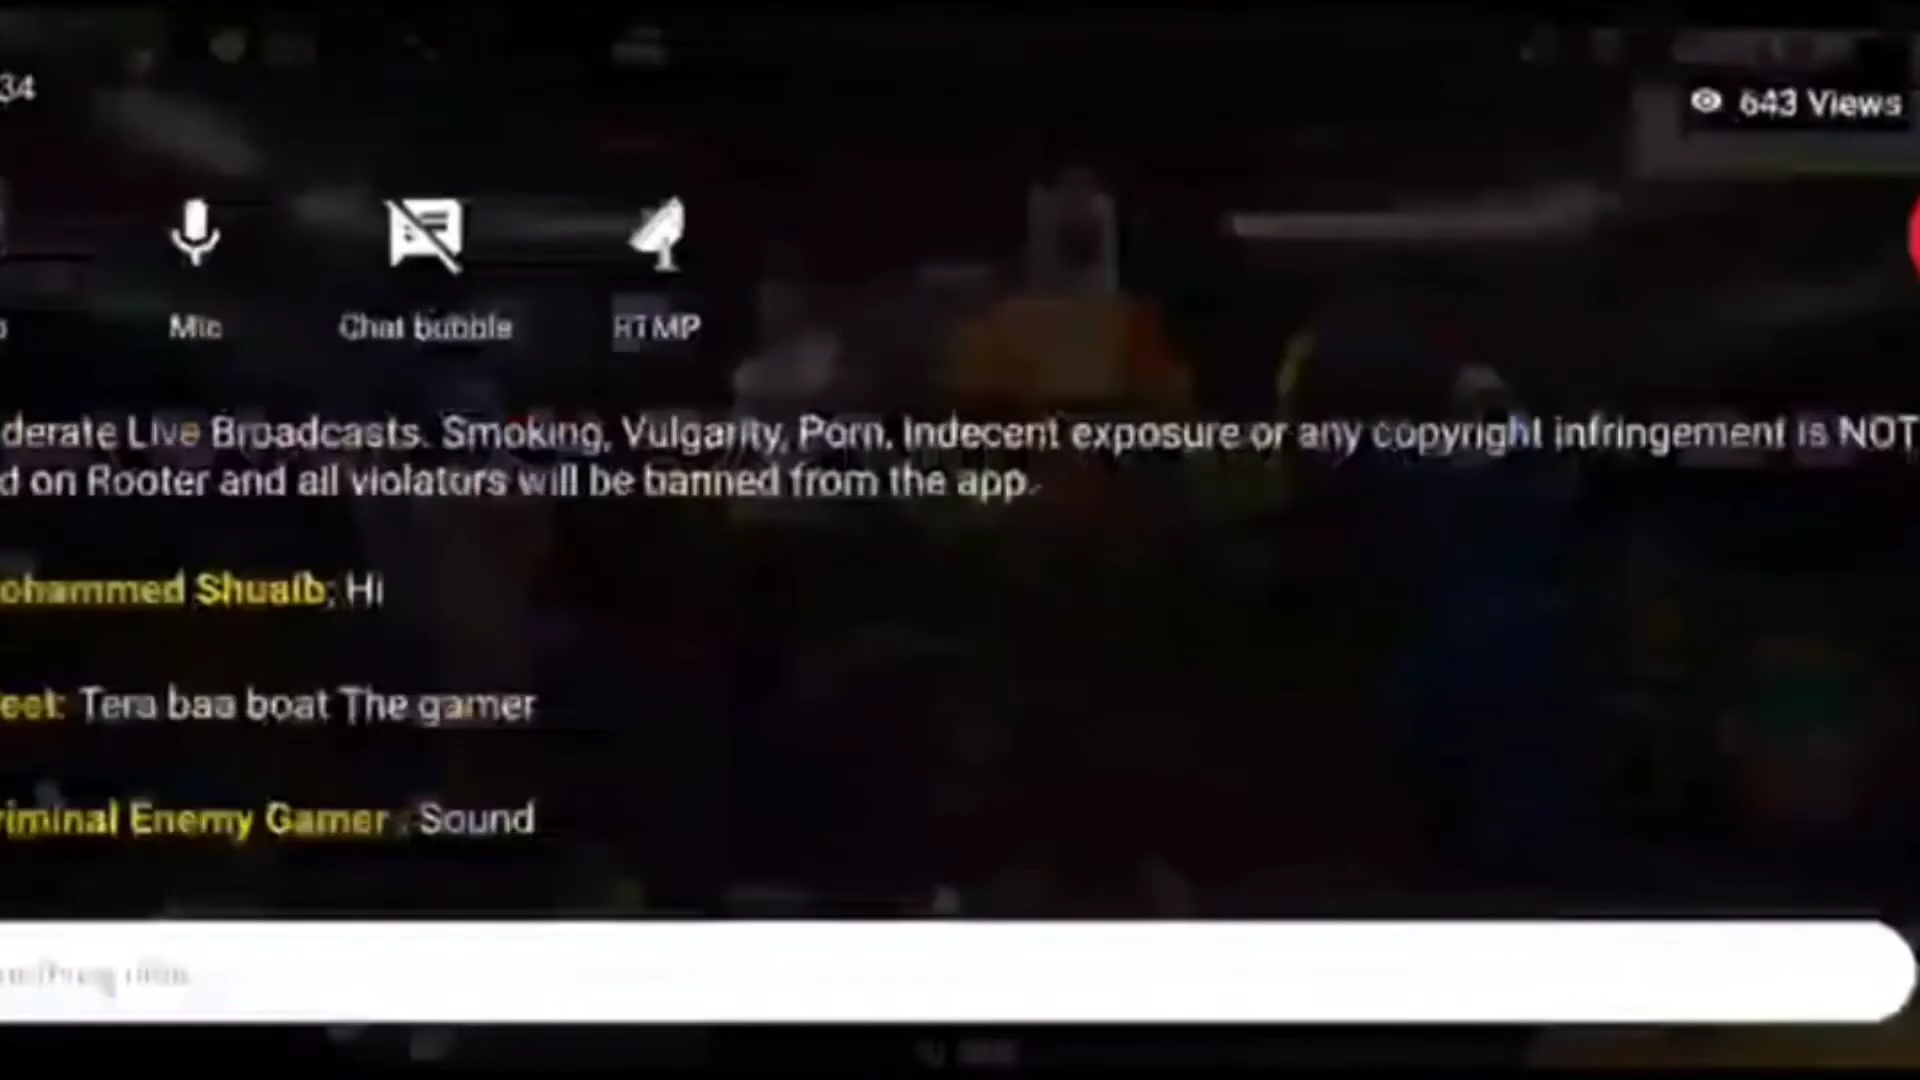 34
643 Views
Mic
Chat bubble
RTMP
derate Live Broadcasts. Smoking, Vulgarity, Porn, Indecent exposure or any copyright infringement is NOT
d on Rooter and all violators will be banned from the app.
ohammed Shuaib: Hi
eet: Tera baa boat The gamer
riminal Enemy Gamer : Sound